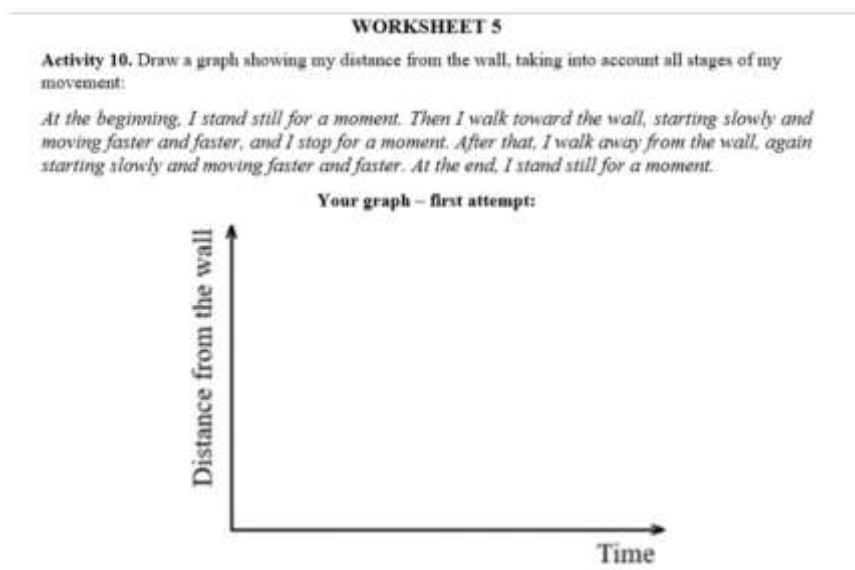 WORKSHEET 5
Activity 10. Draw a graph showing my distance from the wall, taking into account all stages of my
movement:
At the beginning, I stand still for a moment. Then I walk toward the wall, starting slowly and
moving faster and faster, and I stop for a moment. After that, I walk away from the wall, again
starting slowly and moving faster and faster. At the end, I stand still for a moment.
Your graph – first attempt:
Distance from the wall
Time